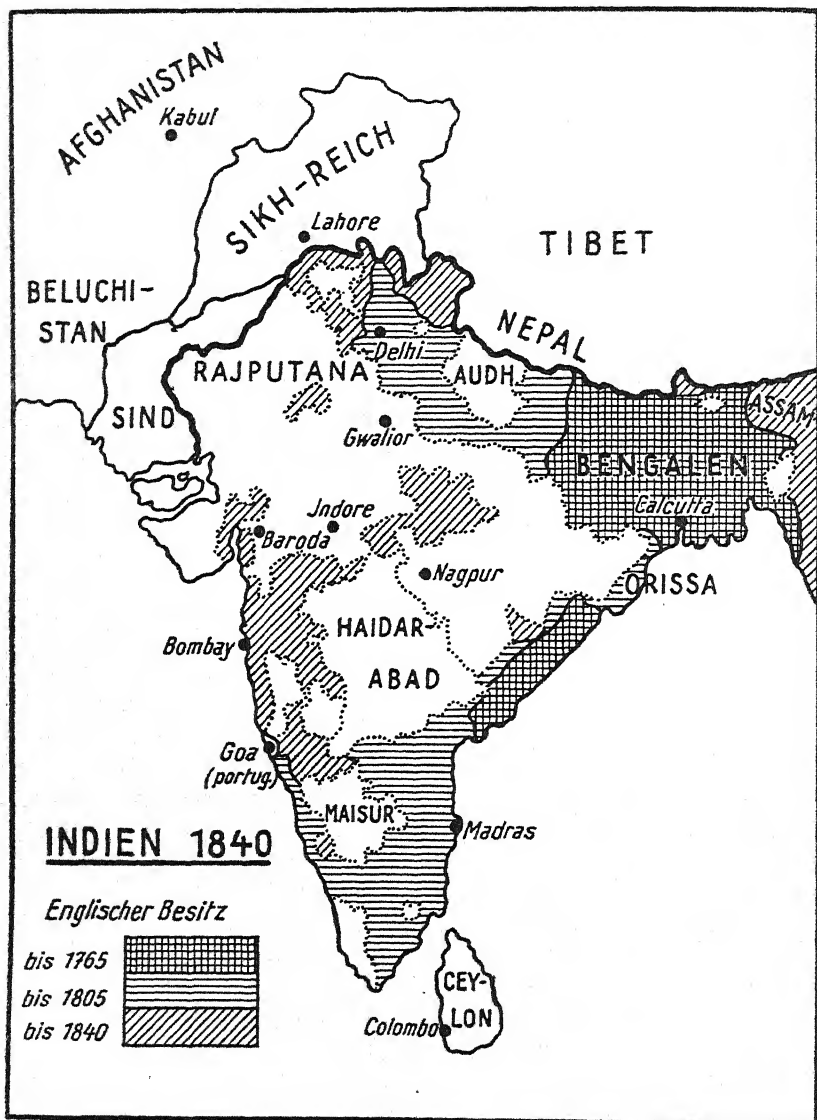 AFGHANISTAN
Kabul
SIKH-REICH
Lahore
TIBET
BELUCHI-
STAN
NEPAL
Delhi
RAJPUTANA
AUDH
SIND
ASSAM
Gwalior
BENGALEN
Calcutta
Jndore
Baroda
Nagpur
ORISSA
HAIDAR-
ABAD
Bombay
Goa
(portug.)
MAISUR
Madras
INDIEN 1840
Englischer Besitz
bis 1765
bis 1805
bis 1840
CEY-
LON
Colombo